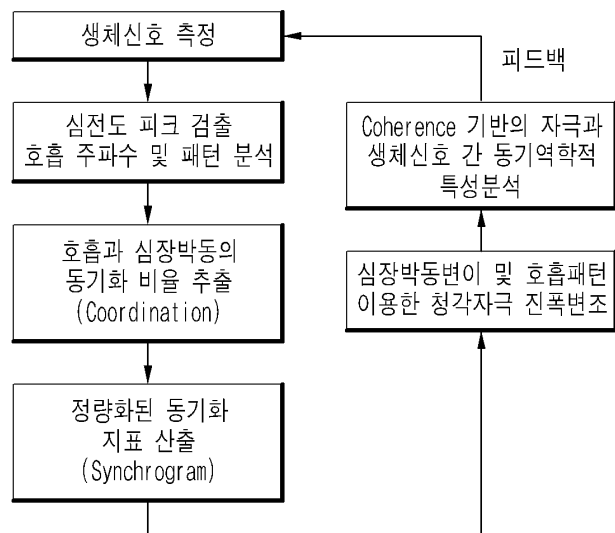 생체신호 측정
심전도 피크 검출
호흡 주파수 및 패턴 분석
호흡과 심장박동의
동기화 비율 추출
(Coordination)
정량화된 동기화
지표 산출
(Synchrogram)
피드백
Coherence 기반의 자극과
생체신호 간 동기역학적
특성분석
심장박동변이 및 호흡패턴
이용한 청각자극 진폭변조